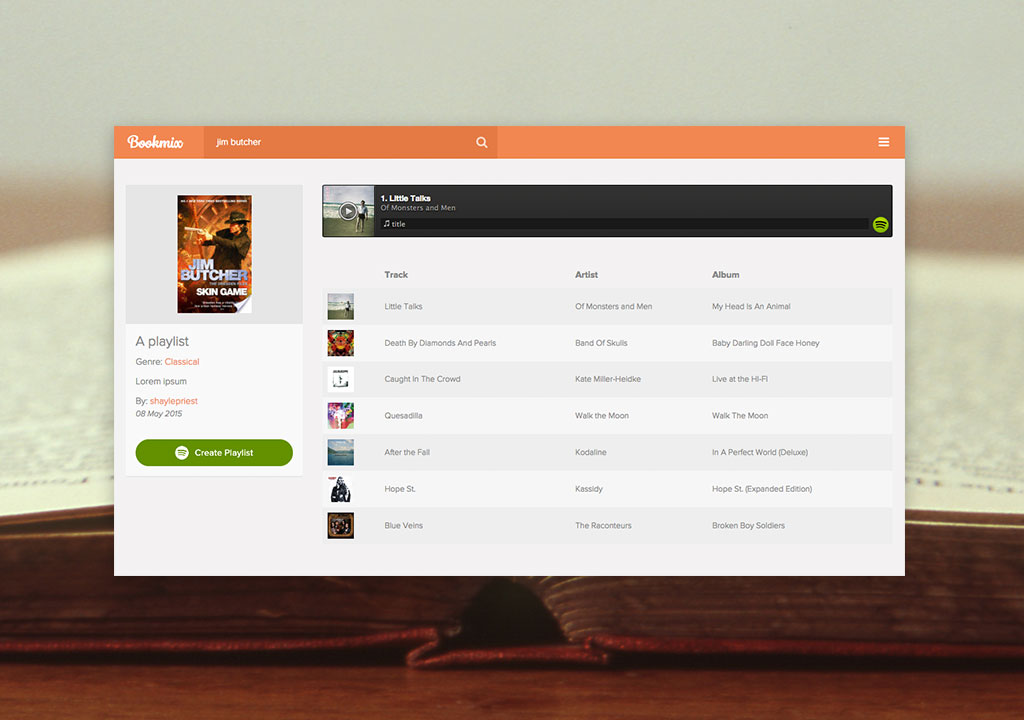 Bookmix
jim butcher
JIM
BUTCHER
THE DRESDEN FILES
SKIN GAME
A playlist
Genre: Classical
Lorem ipsum
By: shaylepriest
08 May 2015
Create Playlist
1. Little Talks
Of Monsters and Men
title
Track Artist Album
Little Talks Of Monsters and Men My Head Is An Animal
Death By Diamonds And Pearls Band Of Skulls Baby Darling Doll Face Honey
Caught In The Crowd Kate Miller-Heidke Live at the HI-FI
Quesadilla Walk the Moon Walk The Moon
After the Fall Kodaline In A Perfect World (Deluxe)
Hope St. Kassidy Hope St. (Expanded Edition)
Blue Veins The Raconteurs Broken Boy Soldiers